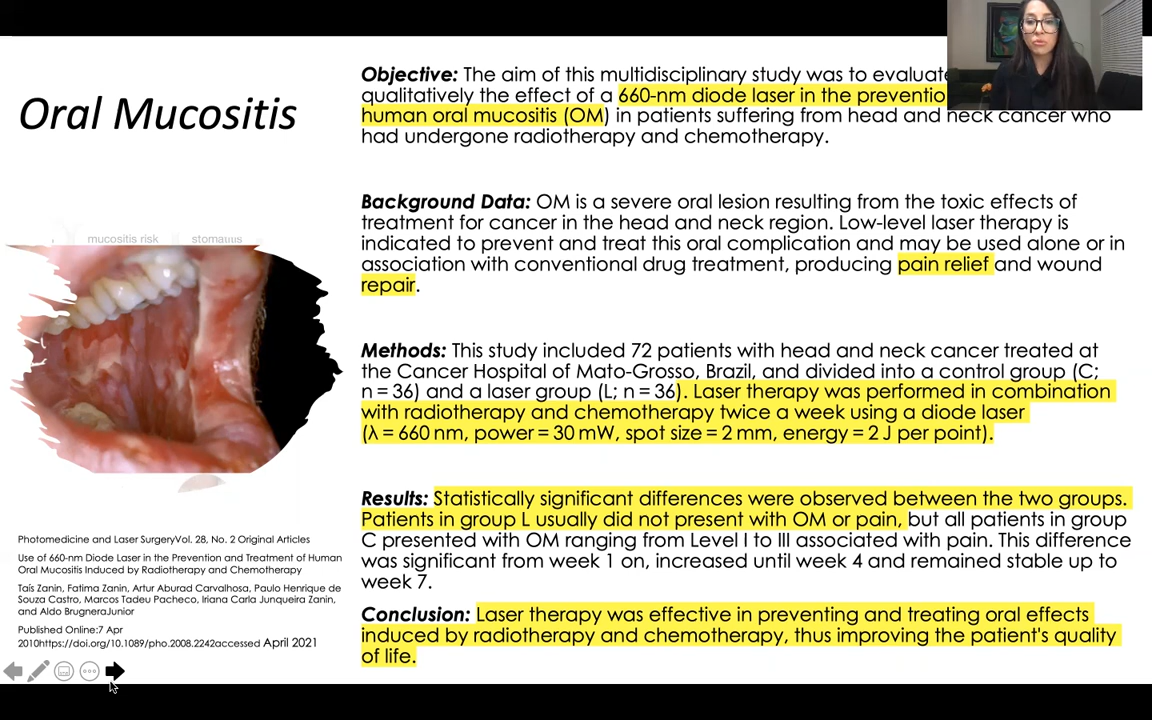 Oral Mucositis
mucositis risk
stomatitis
Photomedicine and Laser SurgeryVol. 28, No. 2 Original Articles
Use of 660-nm Diode Laser in the Prevention and Treatment of Human
Oral Mucositis Induced by Radiotherapy and Chemotherapy
Taís Zanin, Fatima Zanin, Artur Aburad Carvalhosa, Paulo Henrique de
Souza Castro, Marcos Tadeu Pacheco, Iriana Carla Junqueira Zanin,
and Aldo BrugneraJunior
Published Online:7 Apr
2010https://doi.org/10.1089/pho.2008.2242accessed April 2021
Objective: The aim of this multidisciplinary study was to evaluate
qualitatively the effect of a 660-nm diode laser in the
human oral mucositis (OM) in patients suffering from head and neck cancer who
had undergone radiotherapy and chemotherapy.
Background Data: OM is a severe oral lesion resulting from the toxic effects of
treatment for cancer in the head and neck region. Low-level laser therapy is
indicated to prevent and treat this oral complication and may be used alone or in
association with conventional drug treatment, producing pain relief and wound
repair.
Methods: This study included 72 patients with head and neck cancer treated at
the Cancer Hospital of Mato-Grosso, Brazil, and divided into a control group (C;
n = 36) and a laser group (L; n = 36). Laser therapy was performed in combination
with radiotherapy and chemotherapy twice a week using a diode laser
(λ = 660 nm, power = 30 mW, spot size = 2 mm, energy = 2 J per point).
Results: Statistically significant differences were observed between the two groups.
Patients in group L usually did not present with OM or pain, but all patients in group
C presented with OM ranging from Level I to III associated with pain. This difference
was significant from week 1 on, increased until week 4 and remained stable up to
week 7.
Conclusion: Laser therapy was effective in preventing and treating oral effects
induced by radiotherapy and chemotherapy, thus improving the patient's quality
of life.